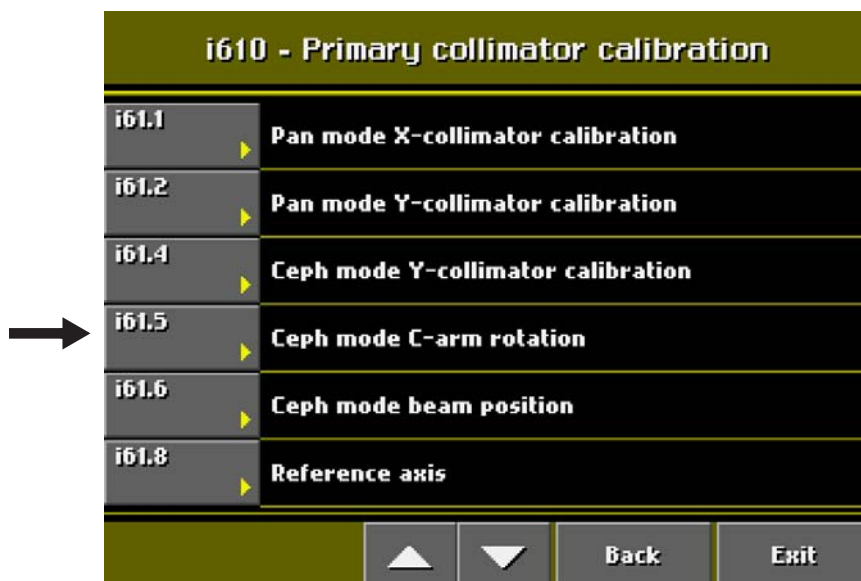 i610 - Primary collimator calibration
i61.1 Pan mode X-collimator calibration
i61.2 Pan mode Y-collimator calibration
i61.4 Ceph mode Y-collimator calibration
i61.5 Ceph mode C-arm rotation
i61.6 Ceph mode beam position
i61.8 Reference axis
Back Exit